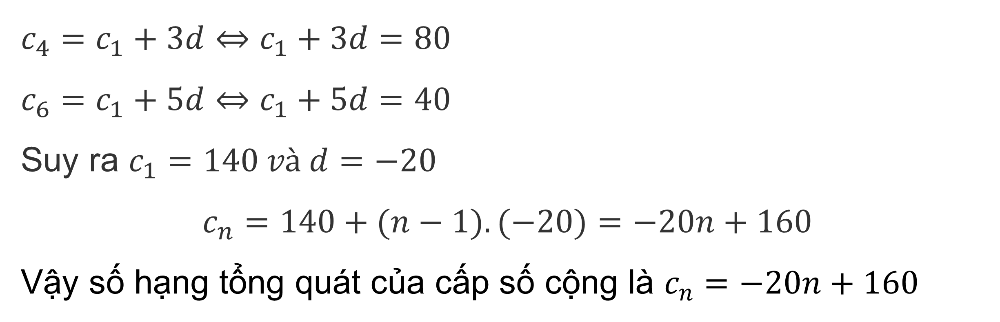 c₄ = c₁ + 3d ⟺ c₁ + 3d = 80
c₆ = c₁ + 5d ⟺ c₁ + 5d = 40
Suy ra c₁ = 140 và d = −20
cₙ = 140 + (n − 1). (−20) = −20n + 160
Vậy số hạng tổng quát của cấp số cộng là cₙ = −20n + 160